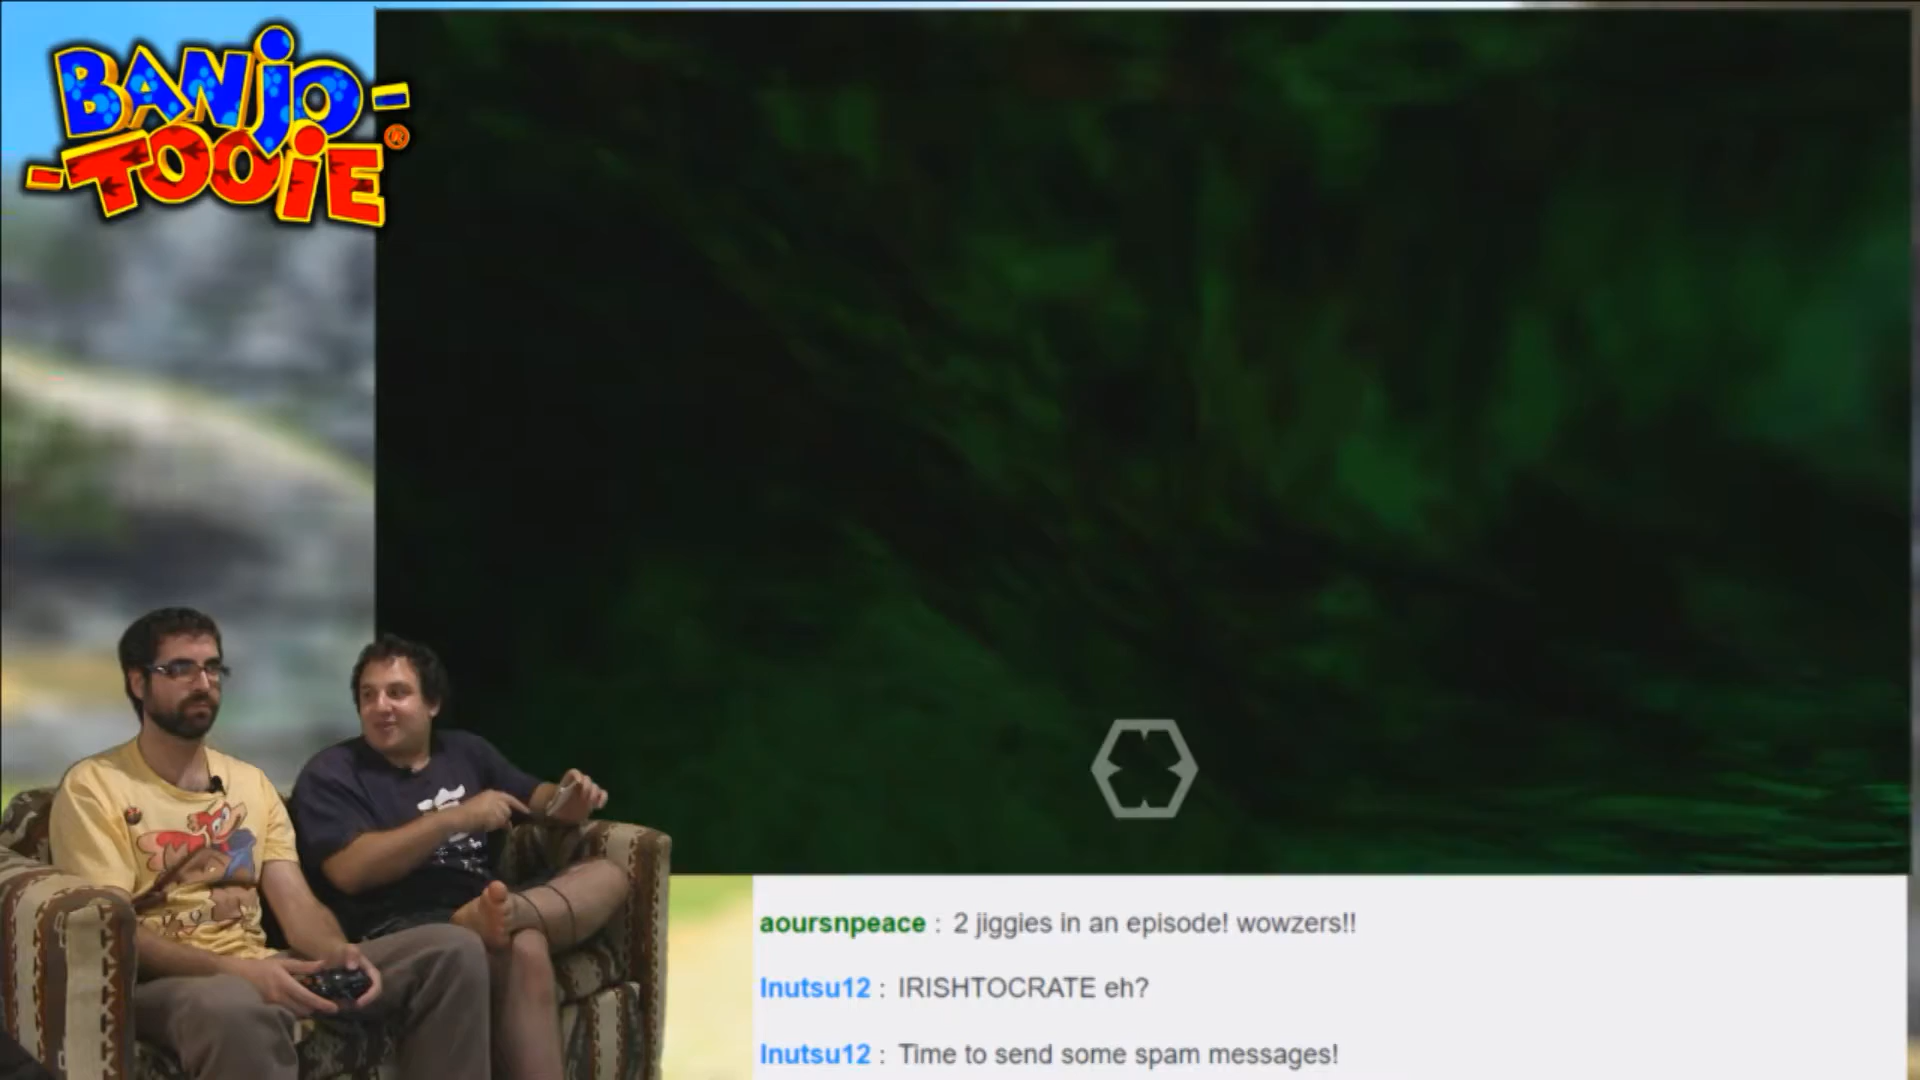 BANJO-
-TOOIE®
aoursnpeace : 2 jiggies in an episode! wowzers!!
Inutsu12 : IRISHTOCRATE eh?
Inutsu12 : Time to send some spam messages!